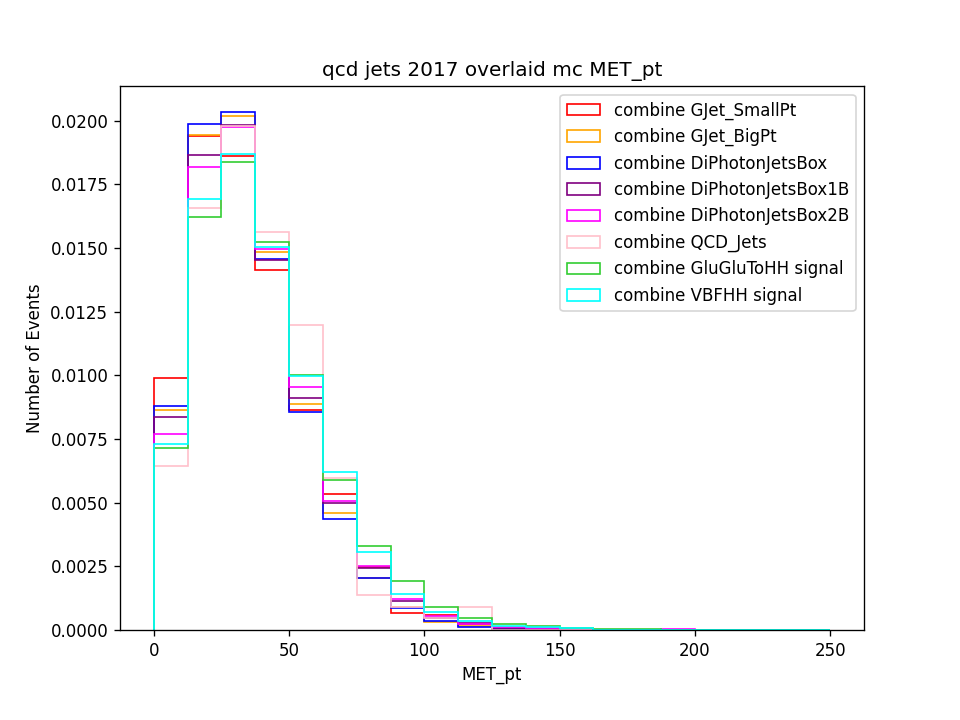 qcd jets 2017 overlaid mc MET_pt
combine GJet_SmallPt
combine GJet_BigPt
combine DiPhotonJetsBox
combine DiPhotonJetsBox1B
combine DiPhotonJetsBox2B
combine QCD_Jets
combine GluGluToHH signal
combine VBFHH signal
Number of Events
0.0200
0.0175
0.0150
0.0125
0.0100
0.0075
0.0050
0.0025
0.0000
0 50 100 150 200 250
MET_pt